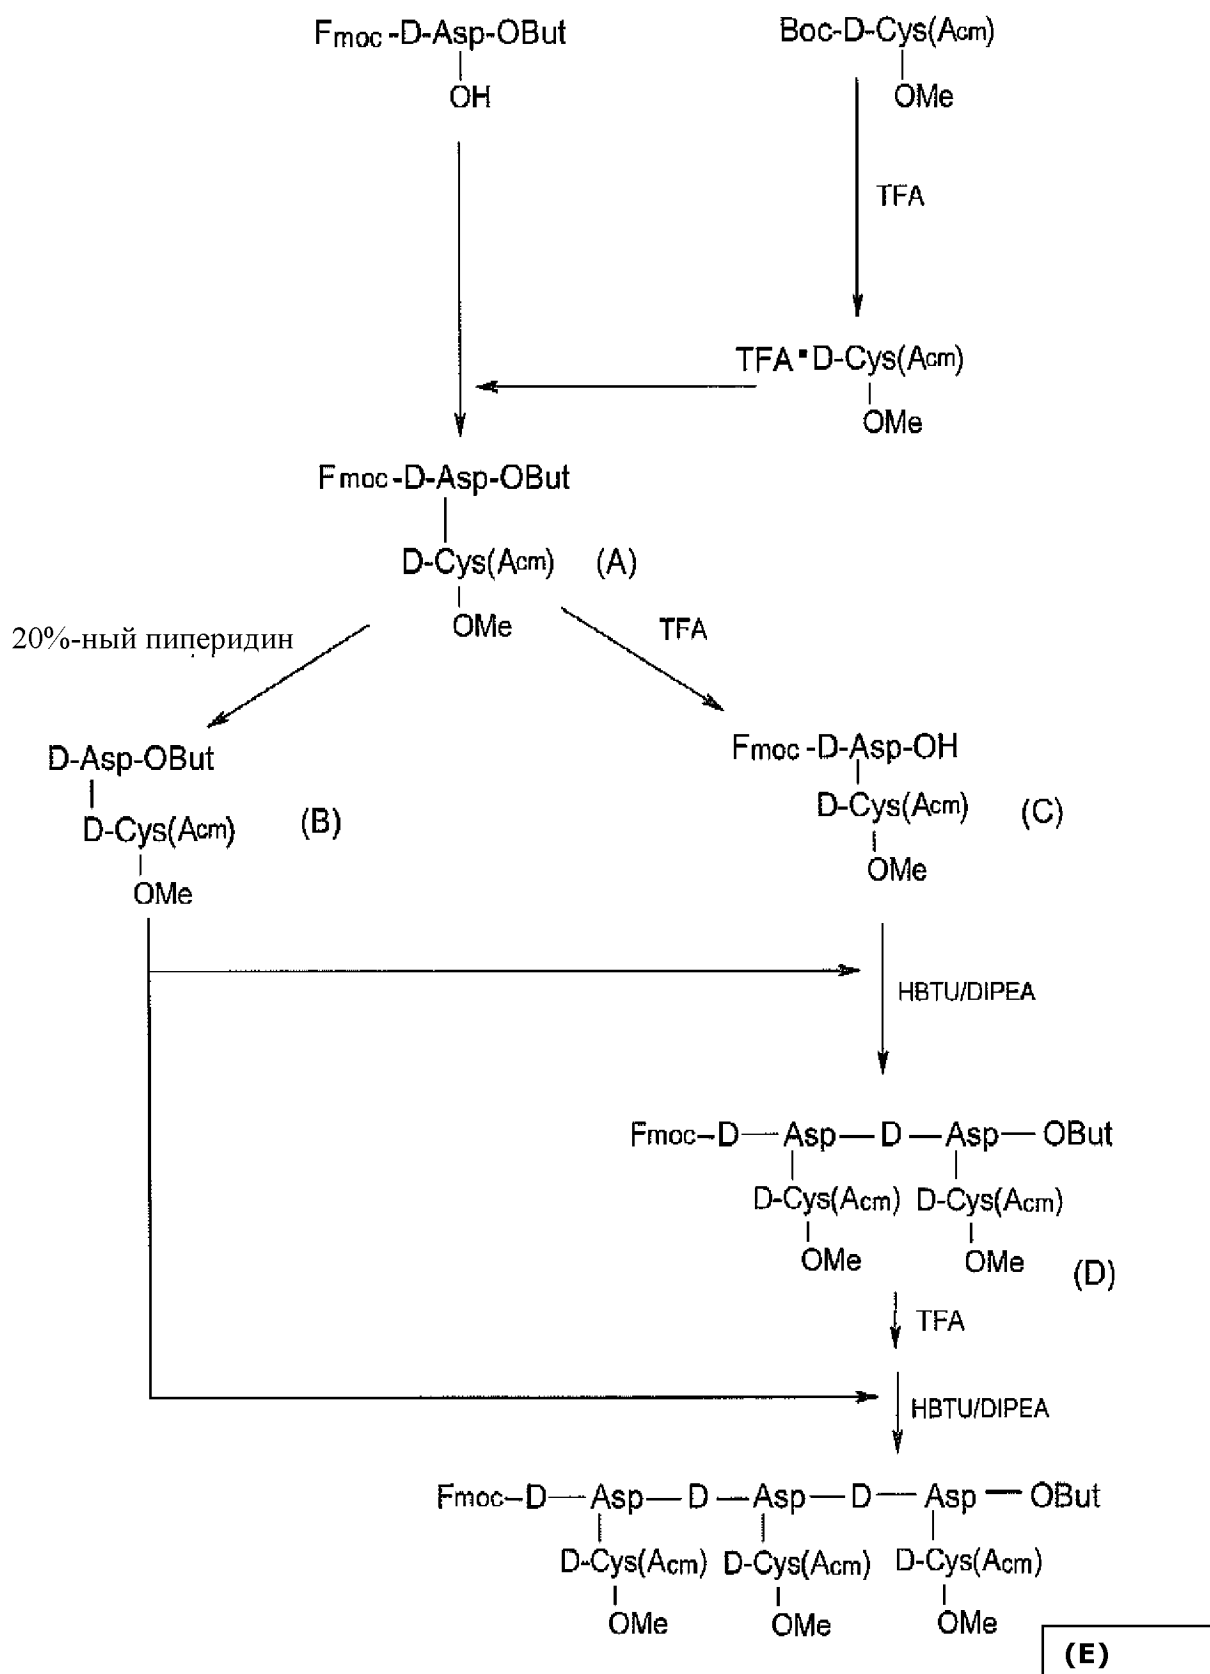 Fmoc-D-Asp-OBut
OH
Boc-D-Cys(Acm)
OMe
TFA
TFA▪D-Cys(Acm)
OMe
Fmoc-D-Asp-OBut
D-Cys(Acm) (A)
OMe
20%-ный пиперидин
TFA
D-Asp-OBut
D-Cys(Acm) (B)
OMe
Fmoc-D-Asp-OH
D-Cys(Acm) (C)
OMe
HBTU/DIPEA
Fmoc-D-Asp-D-Asp-OBut
D-Cys(Acm) D-Cys(Acm)
OMe OMe (D)
TFA
HBTU/DIPEA
Fmoc-D-Asp-D-Asp-D-Asp-OBut
D-Cys(Acm) D-Cys(Acm) D-Cys(Acm)
OMe OMe OMe
(E)